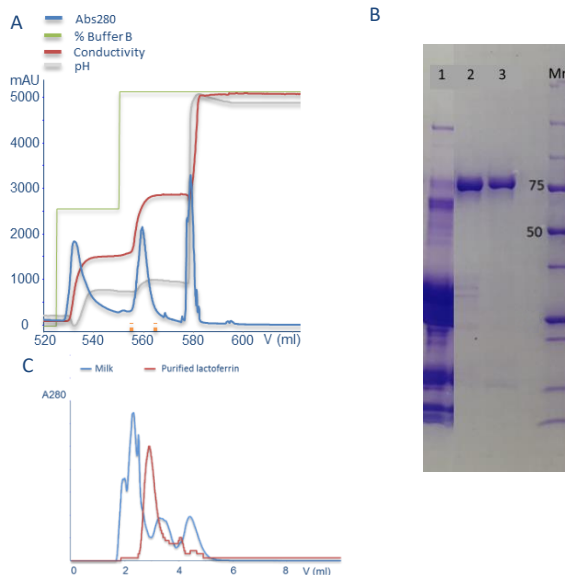 A
Abs280
% Buffer B
Conductivity
pH
mAU
5000
4000
3000
2000
1000
0
520 540 560 580 600 V (ml)
B
1 2 3 Mr
75
50
C
Milk Purified lactoferrin
A280
0 2 4 6 8 V (ml)